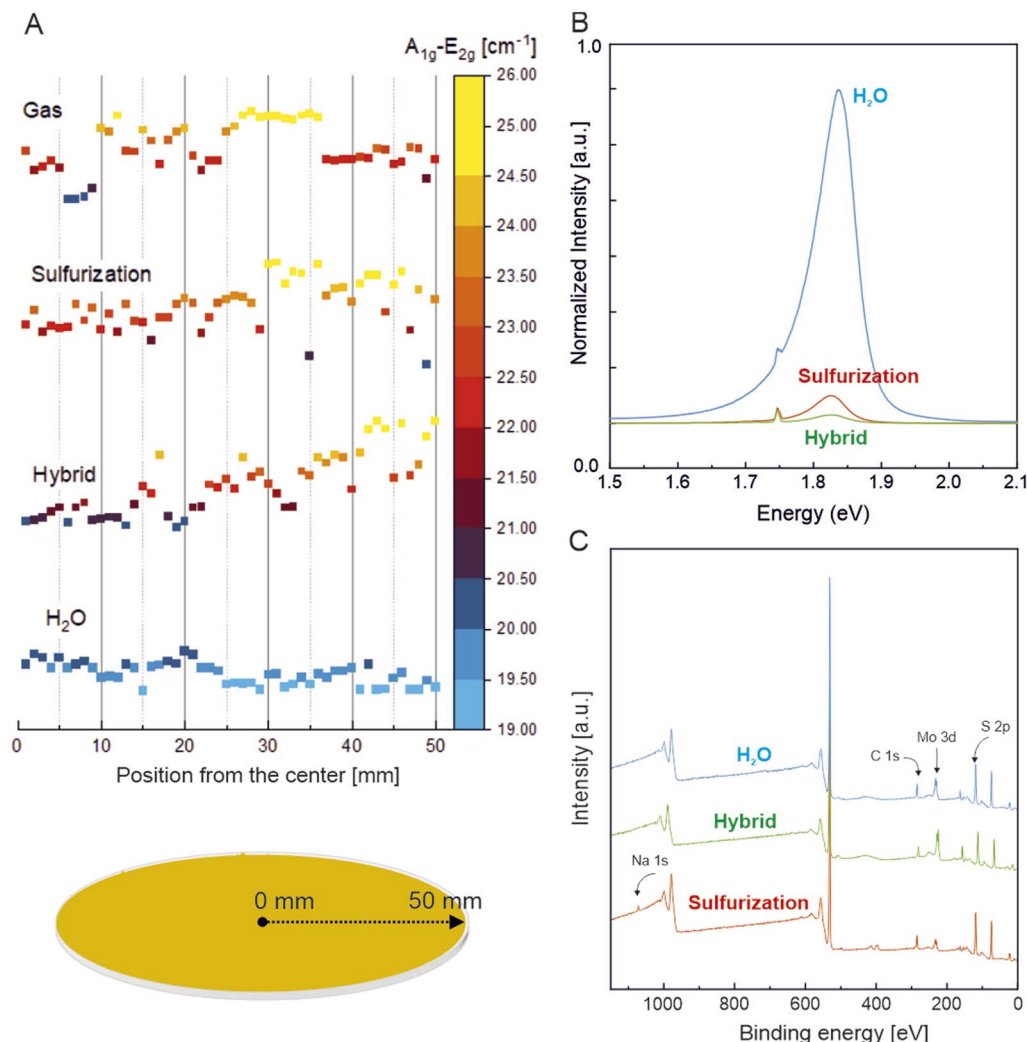 A
A1g-E2g [cm-1]
26.00
25.00
24.50
24.00
23.50
23.00
22.50
22.00
21.50
21.00
20.50
20.00
19.50
19.00
Gas
Sulfurization
Hybrid
H2O
0
10
20
30
40
50
Position from the center [mm]
0 mm
50 mm
B
1.0
0.0
Normalized Intensity [a.u.]
H2O
Sulfurization
Hybrid
1.5
1.6
1.7
1.8
1.9
2.0
2.1
Energy (eV)
C
Intensity [a.u.]
H2O
Hybrid
Sulfurization
Na 1s
C 1s
Mo 3d
S 2p
1000
800
600
400
200
0
Binding energy [eV]